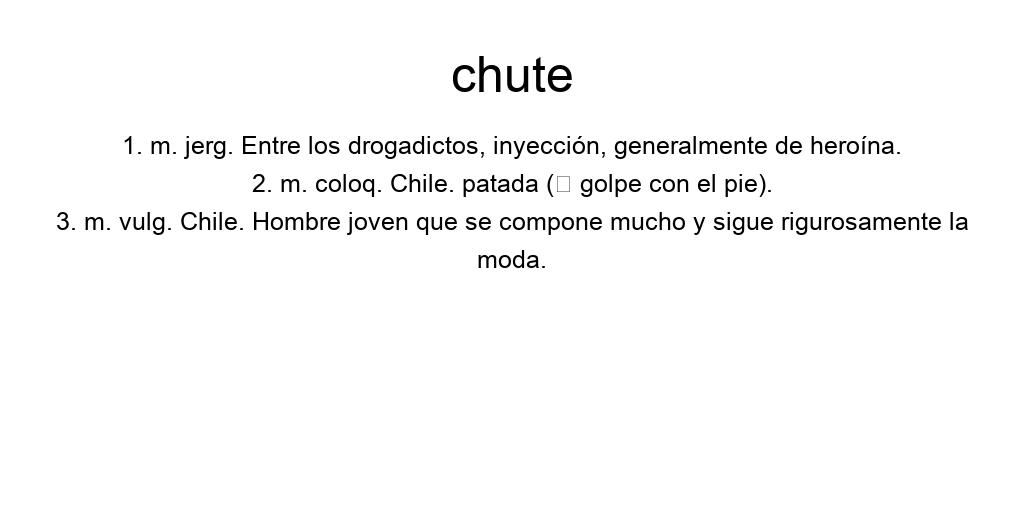 chute
1. m. jerg. Entre los drogadictos, inyección, generalmente de heroína.
2. m. coloq. Chile. patada (□ golpe con el pie).
3. m. vulg. Chile. Hombre joven que se compone mucho y sigue rigurosamente la
moda.